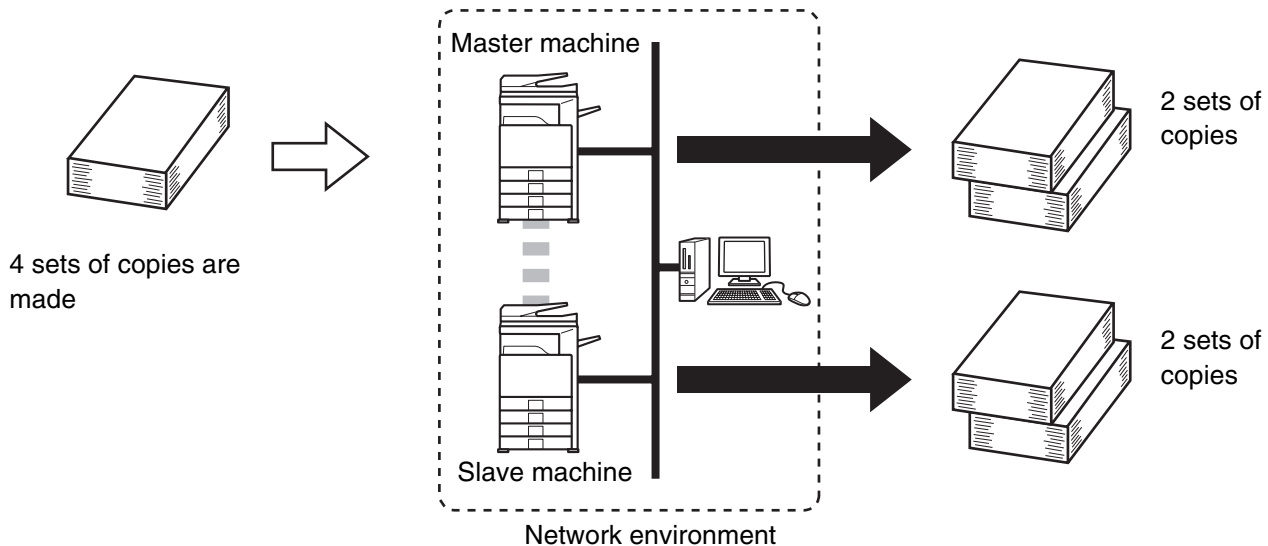 Master machine
2 sets of
copies
4 sets of copies are
made
2 sets of
copies
Slave machine
Network environment